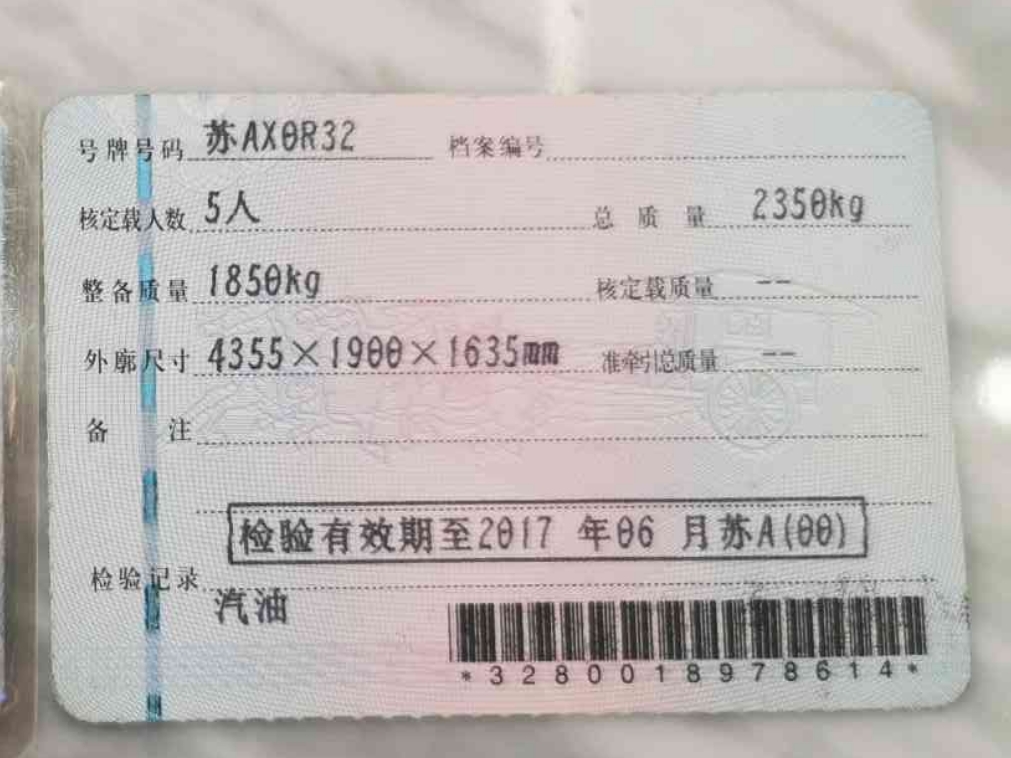 号牌号码 苏AX0R32 档案编号
核定载人数 5人 总质量 2350kg
整备质量 1850kg 核定载质量 --
外廓尺寸 4355×1900×1635mm 准牵引总质量 --
备注
检验有效期至2017年06月苏A(00)
检验记录
汽油
*3280018978614*